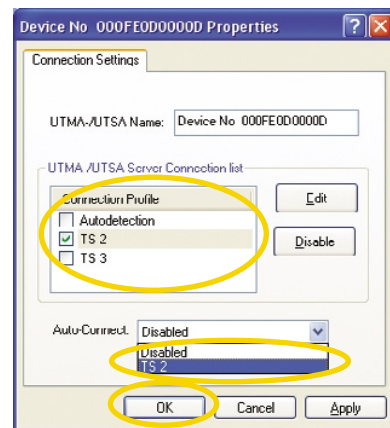 Device No 000FE0D0000D Properties
Connection Settings
UTMA-/UTSA Name: Device No 000FE0D0000D
UTMA /UTSA Server Connection list
Connection Profile
Edit
Autodetection
TS 2
Disable
TS 3
Auto-Connect. Disabled
Disabled
TS 2
OK Cancel Apply